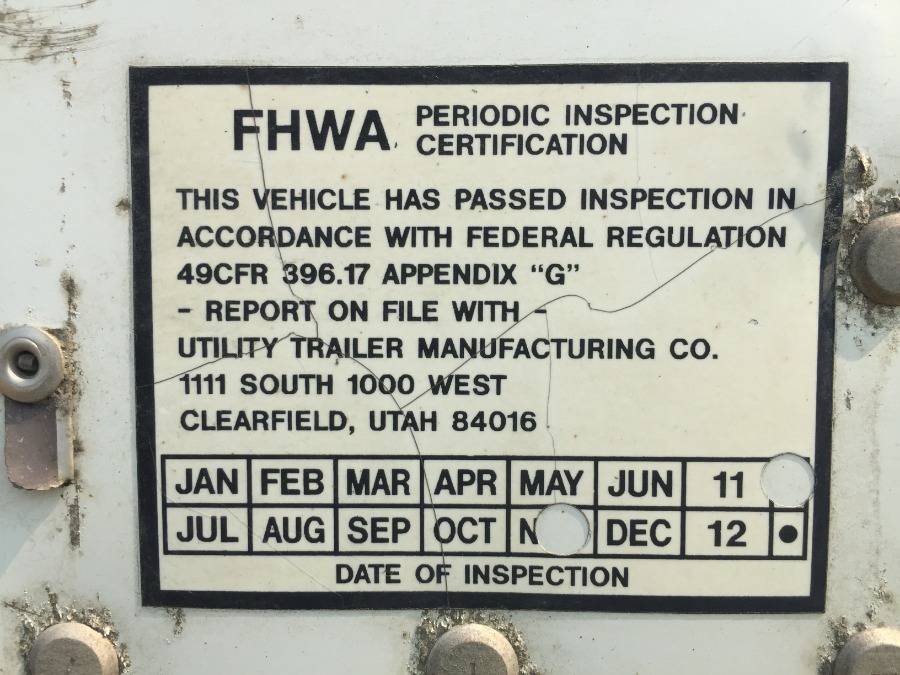 FHWA PERIODIC INSPECTION
CERTIFICATION
THIS VEHICLE HAS PASSED INSPECTION IN
ACCORDANCE WITH FEDERAL REGULATION
49CFR 396.17 APPENDIX “G”
- REPORT ON FILE WITH -
UTILITY TRAILER MANUFACTURING CO.
1111 SOUTH 1000 WEST
CLEARFIELD, UTAH 84016
JAN FEB MAR APR MAY JUN 11
JUL AUG SEP OCT N DEC 12 •
DATE OF INSPECTION